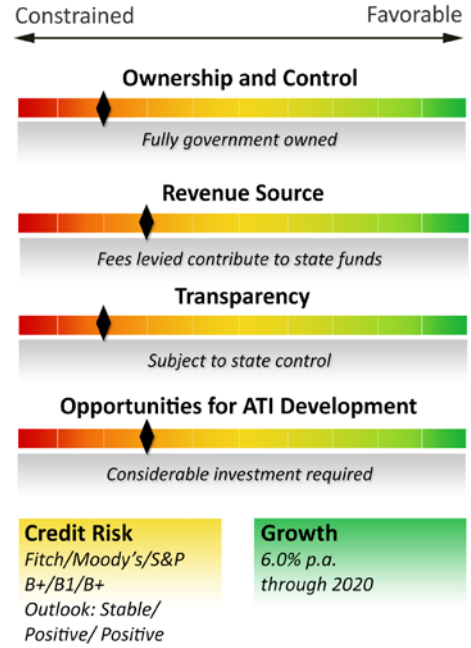 Constrained Favorable
Ownership and Control
Fully government owned
Revenue Source
Fees levied contribute to state funds
Transparency
Subject to state control
Opportunities for ATI Development
Considerable investment required
Credit Risk
Fitch/Moody's/S&P
B+/B1/B+
Outlook: Stable/
Positive/ Positive
Growth
6.0% p.a.
through 2020